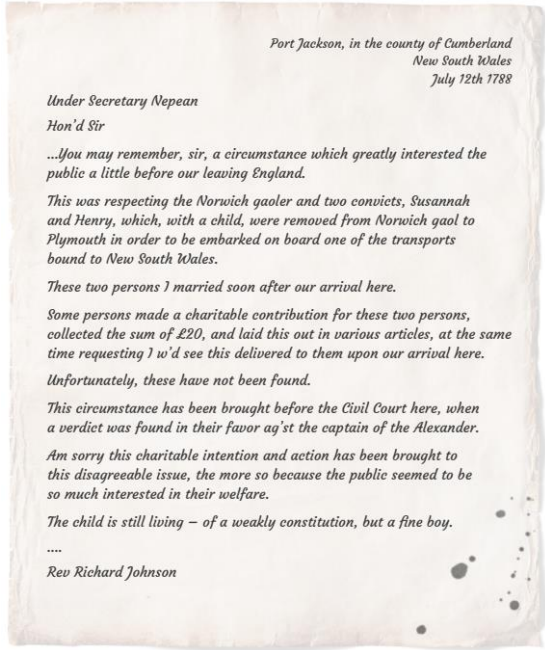 Port Jackson, in the county of Cumberland
New South Wales
July 12th 1788
Under Secretary Nepean
Hon'd Sir
...You may remember, sir, a circumstance which greatly interested the
public a little before our leaving England.
This was respecting the Norwich gaoler and two convicts, Susannah
and Henry, which, with a child, were removed from Norwich gaol to
Plymouth in order to be embarked on board one of the transports
bound to New South Wales.
These two persons I married soon after our arrival here.
Some persons made a charitable contribution for these two persons,
collected the sum of £20, and laid this out in various articles, at the same
time requesting I w'd see this delivered to them upon our arrival here.
Unfortunately, these have not been found.
This circumstance has been brought before the Civil Court here, when
a verdict was found in their favor ag'st the captain of the Alexander.
Am sorry this charitable intention and action has been brought to
this disagreeable issue, the more so because the public seemed to be
so much interested in their welfare.
The child is still living – of a weakly constitution, but a fine boy.
....
Rev Richard Johnson